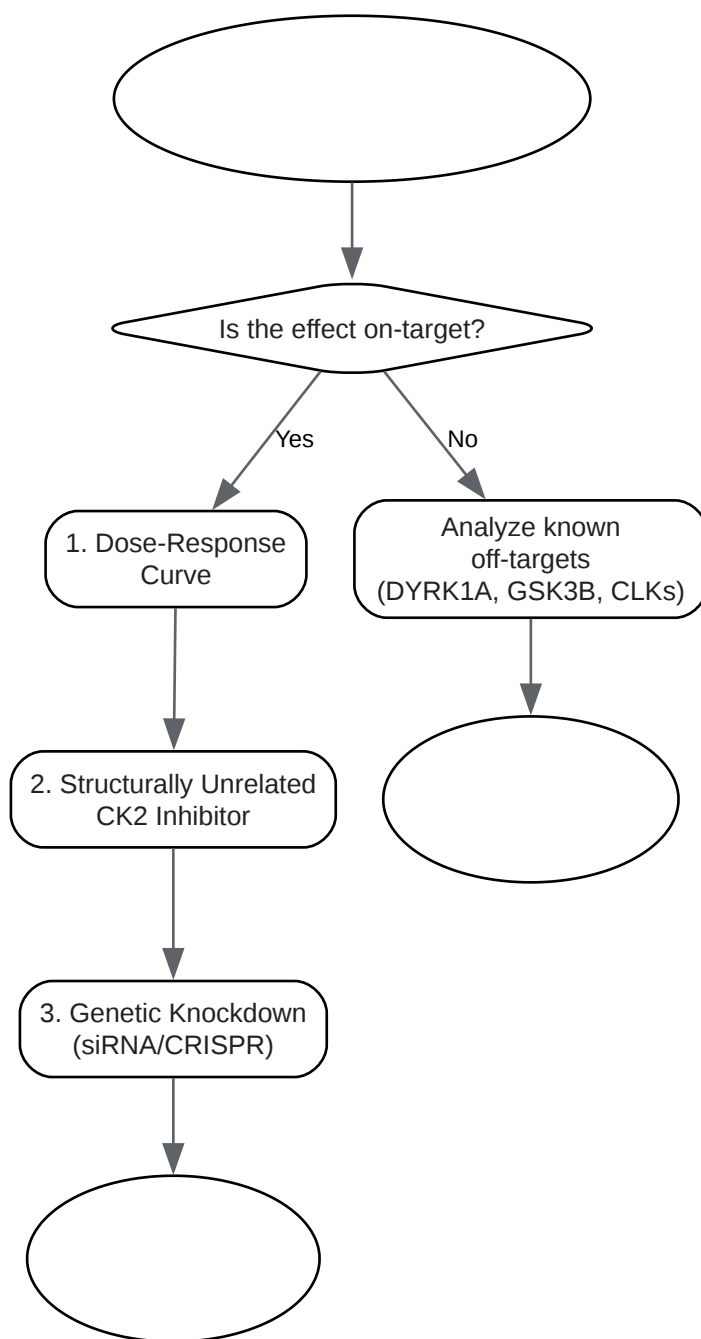 Is the effect on-target?
Yes
No
1. Dose-Response
Curve
Analyze known
off-targets
(DYRK1A, GSK3B, CLKs)
2. Structurally Unrelated
CK2 Inhibitor
3. Genetic Knockdown
(siRNA/CRISPR)